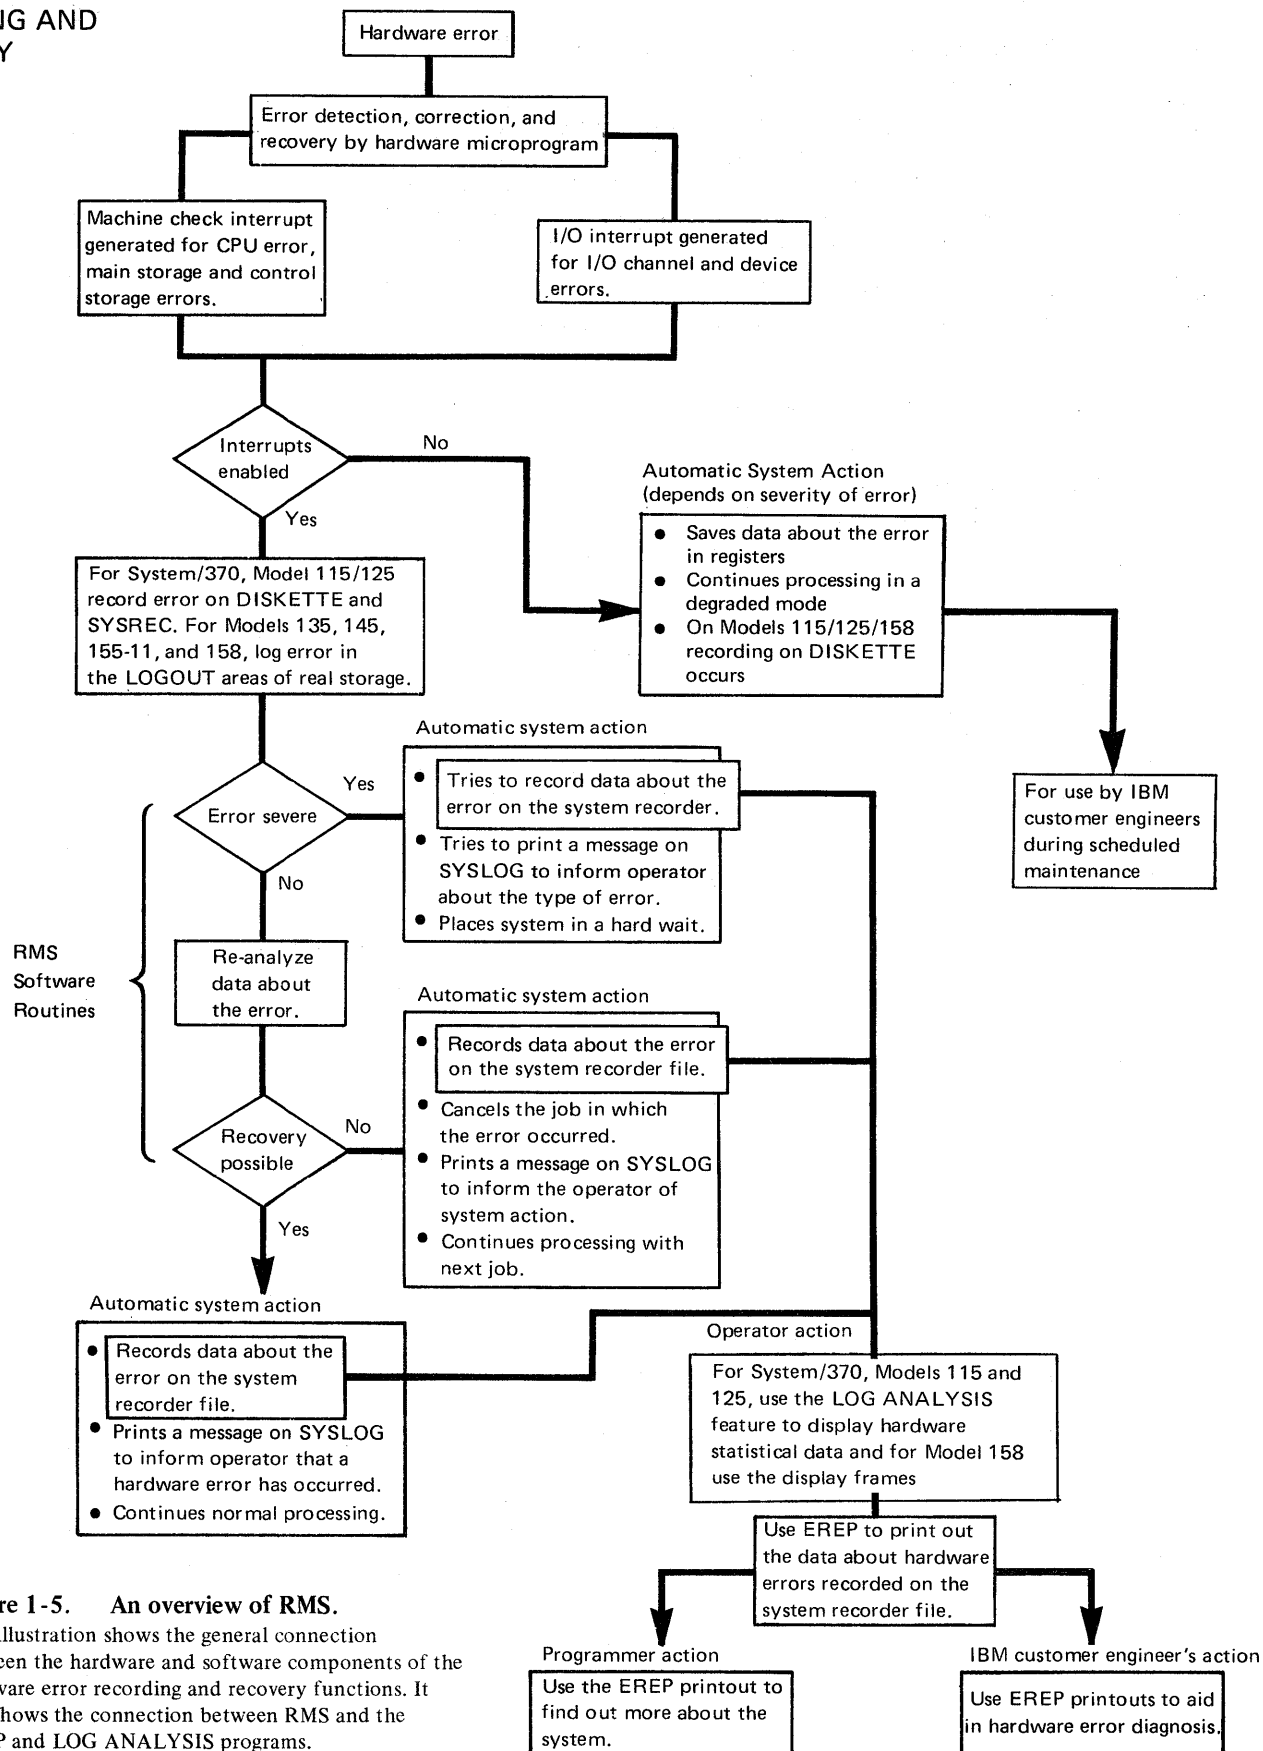 NG AND
Y
Hardware error
Error detection, correction, and
recovery by hardware microprogram
Machine check interrupt
generated for CPU error,
main storage and control
storage errors.
I/O interrupt generated
for I/O channel and device
errors.
Interrupts
enabled
No
Yes
Automatic System Action
(depends on severity of error)
● Saves data about the error
in registers
● Continues processing in a
degraded mode
● On Models 115/125/158
recording on DISKETTE
occurs
For System/370, Model 115/125
record error on DISKETTE and
SYSREC. For Models 135, 145,
155-11, and 158, log error in
the LOGOUT areas of real storage.
For use by IBM
customer engineers
during scheduled
maintenance
Error severe
Yes
No
Automatic system action
● Tries to record data about the
error on the system recorder.
● Tries to print a message on
SYSLOG to inform operator
about the type of error.
● Places system in a hard wait.
RMS
Software
Routines
Re-analyze
data about
the error.
Automatic system action
● Records data about the error
on the system recorder file.
● Cancels the job in which
the error occurred.
● Prints a message on SYSLOG
to inform the operator of
system action.
● Continues processing with
next job.
Recovery
possible
No
Yes
Automatic system action
● Records data about the
error on the system
recorder file.
● Prints a message on SYSLOG
to inform operator that a
hardware error has occurred.
● Continues normal processing.
Operator action
For System/370, Models 115 and
125, use the LOG ANALYSIS
feature to display hardware
statistical data and for Model 158
use the display frames
Use EREP to print out
the data about hardware
errors recorded on the
system recorder file.
Programmer action
Use the EREP printout to
find out more about the
system.
IBM customer engineer's action
Use EREP printouts to aid
in hardware error diagnosis.
re 1-5. An overview of RMS.
llustration shows the general connection
een the hardware and software components of the
ware error recording and recovery functions. It
hows the connection between RMS and the
P and LOG ANALYSIS programs.